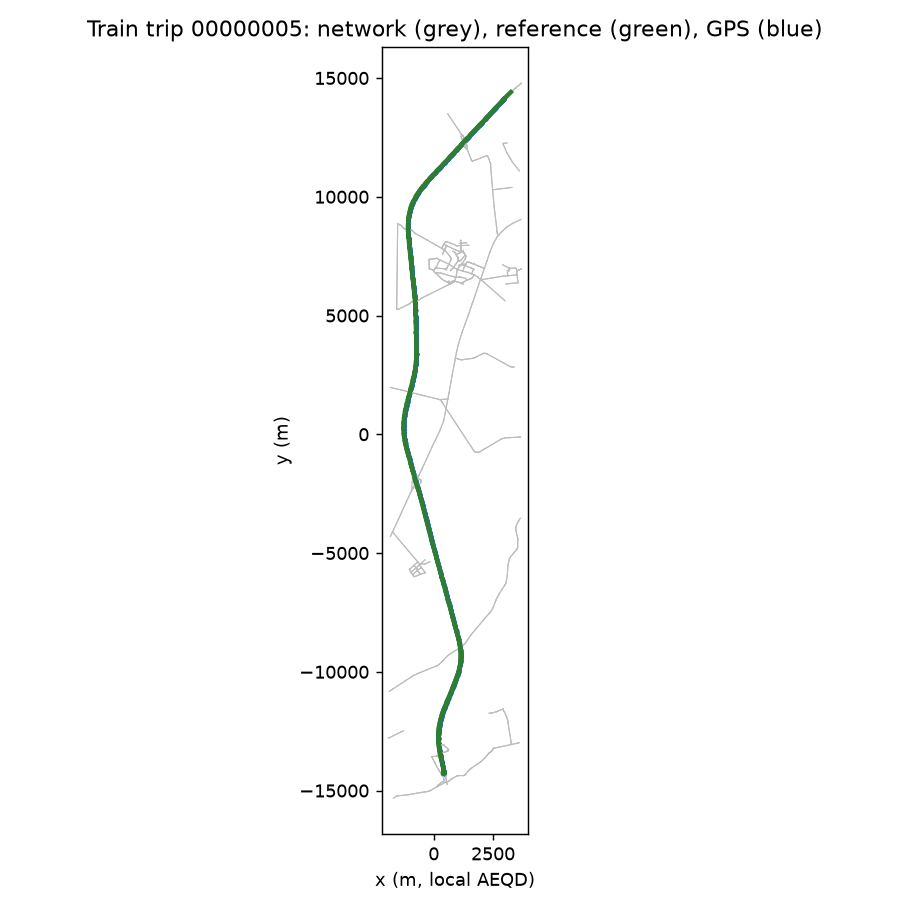 Train trip 00000005: network (grey), reference (green), GPS (blue)
15000
10000
5000
0
−5000
−10000
−15000
y (m)
0 2500
x (m, local AEQD)